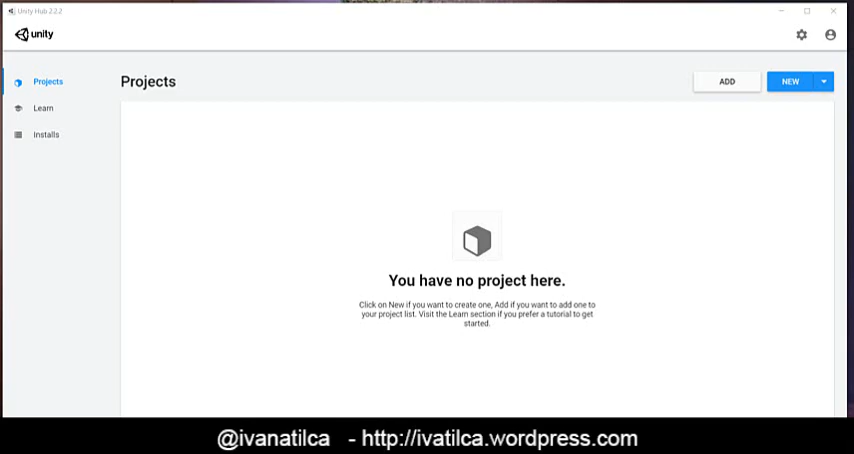 Unity Hub 2.2.2
unity
Projects
Learn
Installs
Projects
ADD
NEW
You have no project here.
Click on New if you want to create one, Add if you want to add one to
your project list. Visit the Learn section if you prefer a tutorial to get
started.
@ivanatilca - http://ivatilca.wordpress.com